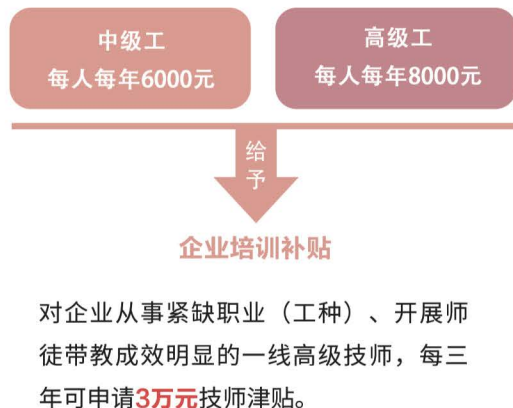 中级工
每人每年6000元
高级工
每人每年8000元
给予
企业培训补贴
对企业从事紧缺职业（工种）、开展师
徒带教成效明显的一线高级技师，每三
年可申请3万元技师津贴。